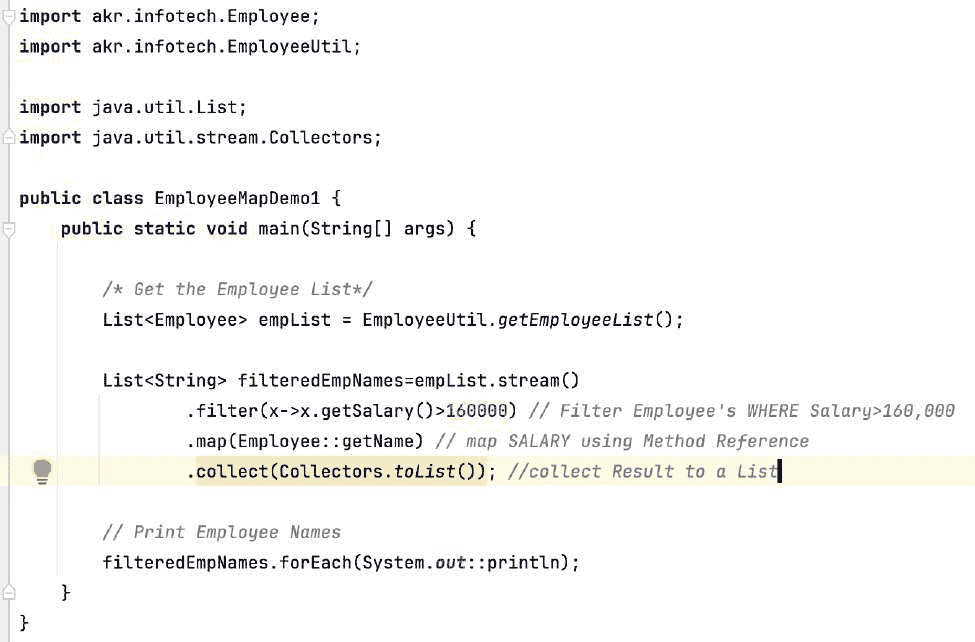 import akr.infotech.Employee;
import akr.infotech.EmployeeUtil;
import java.util.List;
import java.util.stream.Collectors;
public class EmployeeMapDemo1 {
public static void main(String[] args) {
/* Get the Employee List*/
List<Employee> empList = EmployeeUtil.getEmployeeList();
List<String> filteredEmpNames=empList.stream()
.filter(x->x.getSalary()>160000) // Filter Employee's WHERE Salary>160,000
.map(Employee::getName) // map SALARY using Method Reference
.collect(Collectors.toList()); //collect Result to a List
// Print Employee Names
filteredEmpNames.forEach(System.out::println);
}
}